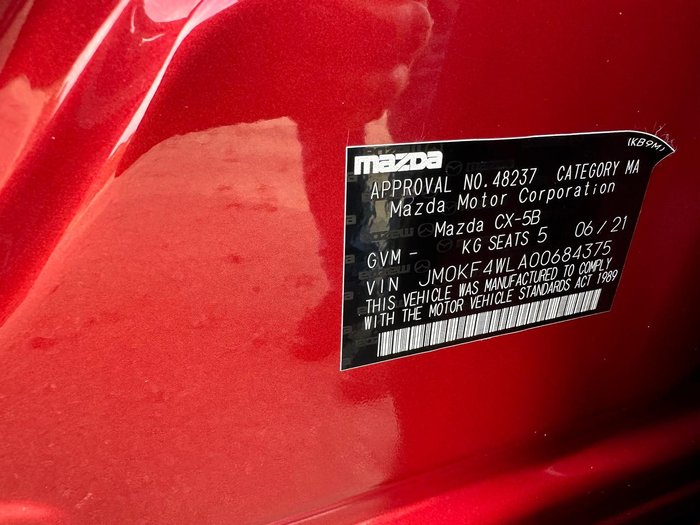 (KB9M)
mazda
APPROVAL NO.48237 CATEGORY MA
Mazda Motor Corporation
Mazda CX-5B 06/21
GVM - KG SEATS 5
VIN JM0KF4WLA00684375
THIS VEHICLE WAS MANUFACTURED TO COMPLY
WITH THE MOTOR VEHICLE STANDARDS ACT 1989